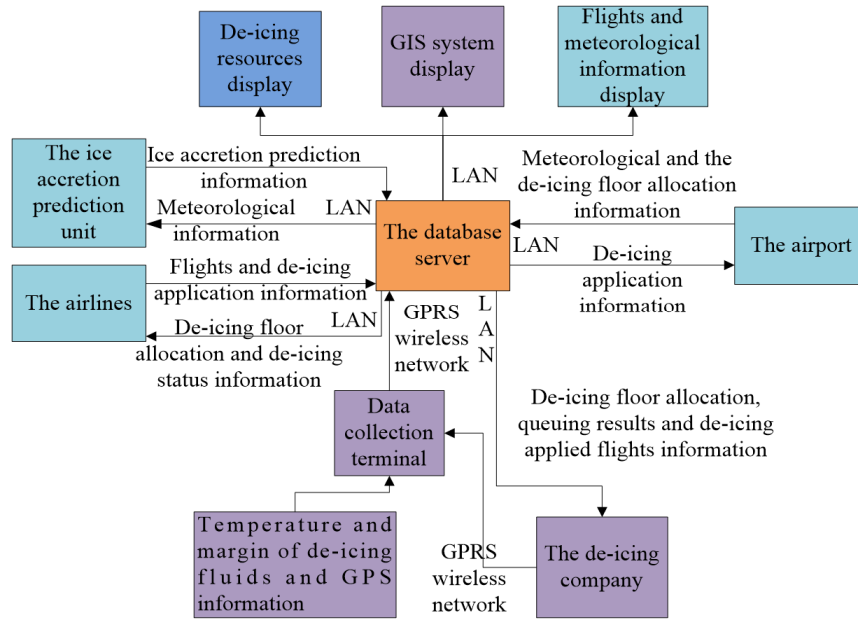 De-icing
resources
display
GIS system
display
Flights and
meteorological
information
display
The ice
accretion
prediction
unit
Ice accretion prediction
information
LAN
Meteorological
information
LAN
Meteorological and the
de-icing floor allocation
information
The database
server
LAN
De-icing
application
information
The airport
The airlines
Flights and de-icing
application information
LAN
De-icing floor
allocation and de-icing
status information
GPRS
wireless
network
L
A
N
Data
collection
terminal
De-icing floor allocation,
queuing results and de-icing
applied flights information
Temperature and
margin of de-icing
fluids and GPS
information
GPRS
wireless
network
The de-icing
company